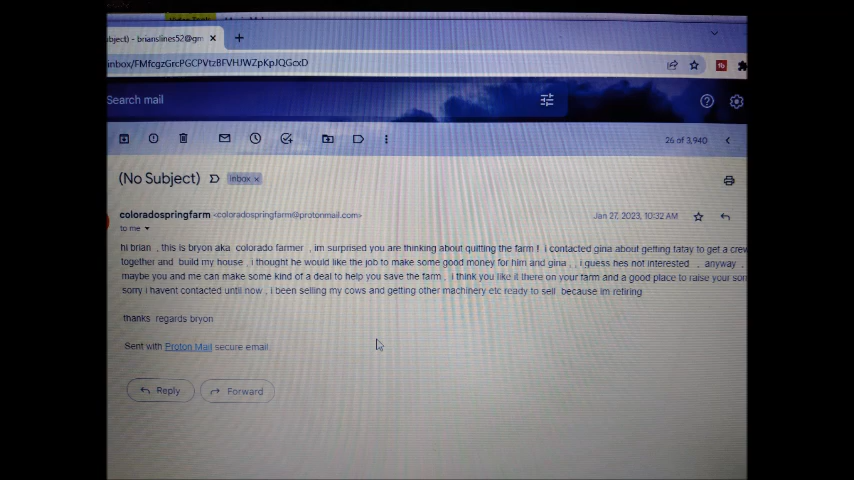 bject) - brianslines52@gm
inbox/FMfcgzGrcPGCPVtzBFVHJWZpKpJQGcxD
Search mail
26 of 3,940
(No Subject) Inbox ×
coloradospringfarm <coloradospringfarm@protonmail.com> Jan 27, 2023, 10:32 AM
to me
hi brian , this is bryon aka colorado farmer , im surprised you are thinking about quitting the farm ! i contacted gina about getting tatay to get a crew
together and build my house , i thought he would like the job to make some good money for him and gina , , i guess hes not interested , anyway ,
maybe you and me can make some kind of a deal to help you save the farm , i think you like it there on your farm and a good place to raise your son
sorry i havent contacted until now , i been selling my cows and getting other machinery etc ready to sell because im retiring
thanks regards bryon
Sent with Proton Mail secure email.
Reply Forward